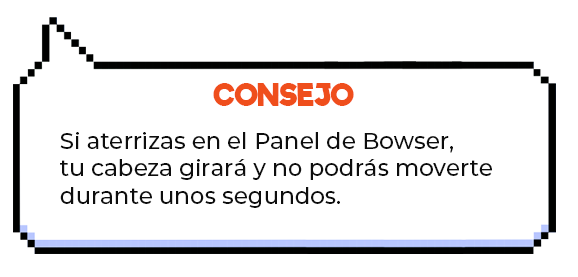 CONSEJO
Si aterrizas en el Panel de Bowser,
tu cabeza girará y no podrás moverte
durante unos segundos.